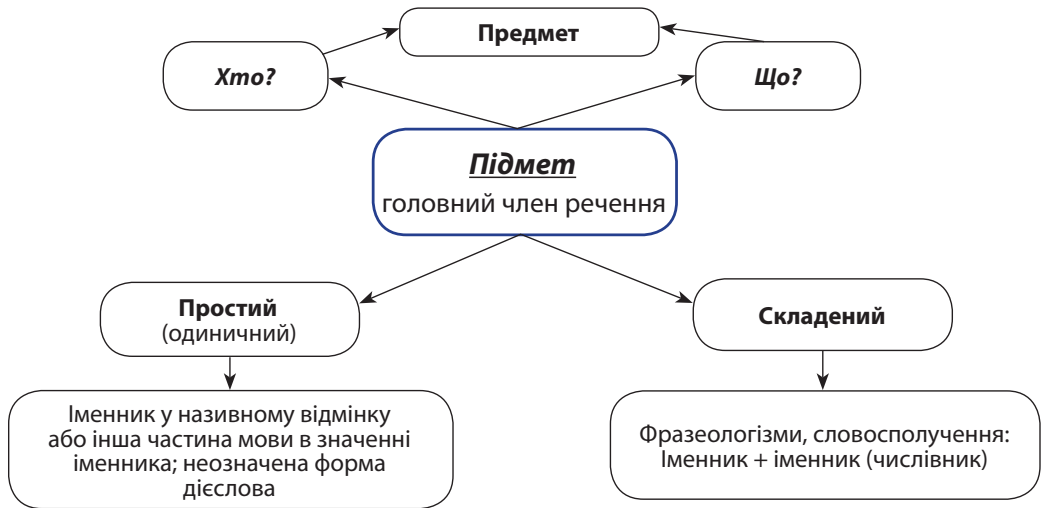 Предмет
Хто?
Що?
Підмет
головний член речення
Простий
(одиничний)
Складений
Іменник у називному відмінку
або інша частина мови в значенні
іменника; неозначена форма
дієслова
Фразеологізми, словосполучення:
Іменник + іменник (числівник)